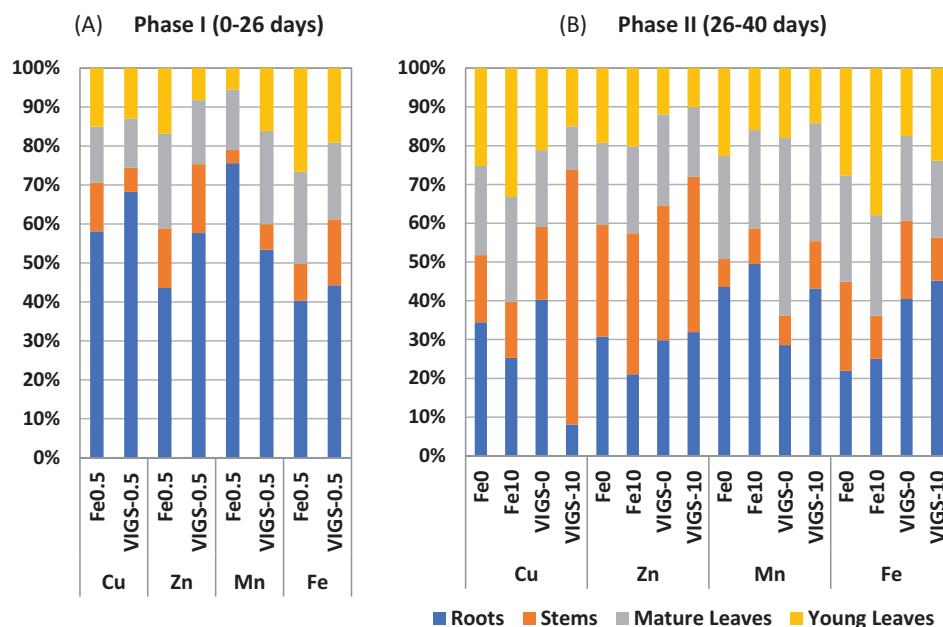 (A) Phase I (0-26 days)
(B) Phase II (26-40 days)
100%
90%
80%
70%
60%
50%
40%
30%
20%
10%
0%
Fe0.5
VIGS-0.5
Fe0.5
VIGS-0.5
Fe0.5
VIGS-0.5
Fe0.5
VIGS-0.5
Cu Zn Mn Fe
100%
90%
80%
70%
60%
50%
40%
30%
20%
10%
0%
Fe0
Fe10
VIGS-0
VIGS-10
Fe0
Fe10
VIGS-0
VIGS-10
Fe0
Fe10
VIGS-0
VIGS-10
Fe0
Fe10
VIGS-0
VIGS-10
Cu Zn Mn Fe
Roots Stems Mature Leaves Young Leaves